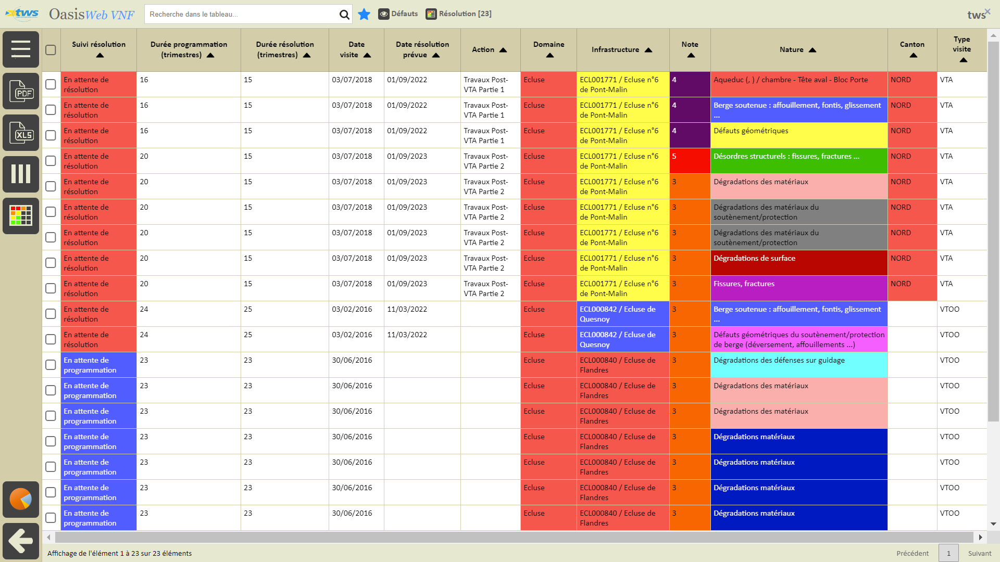 tws OasisWeb VNF Recherche dans le tableau... Défauts Résolution [23] tws
PDF
XLS
Suivi résolution Durée programmation (trimestres) Durée résolution (trimestres) Date visite Date résolution prévue Action Domaine Infrastructure Note Nature Canton Type visite
En attente de résolution 16 15 03/07/2018 01/09/2022 Travaux Post-VTA Partie 1 Ecluse ECL001771 / Ecluse n°6 de Pont-Malin 4 Aqueduc (, ) / chambre - Tête aval - Bloc Porte NORD VTA
En attente de résolution 16 15 03/07/2018 01/09/2022 Travaux Post-VTA Partie 1 Ecluse ECL001771 / Ecluse n°6 de Pont-Malin 4 Berge soutenue : affouillement, fontis, glissement ... NORD VTA
En attente de résolution 16 15 03/07/2018 01/09/2022 Travaux Post-VTA Partie 1 Ecluse ECL001771 / Ecluse n°6 de Pont-Malin 4 Défauts géométriques NORD VTA
En attente de résolution 20 15 03/07/2018 01/09/2023 Travaux Post-VTA Partie 2 Ecluse ECL001771 / Ecluse n°6 de Pont-Malin 5 Désordres structurels : fissures, fractures ... NORD VTA
En attente de résolution 20 15 03/07/2018 01/09/2023 Travaux Post-VTA Partie 2 Ecluse ECL001771 / Ecluse n°6 de Pont-Malin 3 Dégradations des matériaux NORD VTA
En attente de résolution 20 15 03/07/2018 01/09/2023 Travaux Post-VTA Partie 2 Ecluse ECL001771 / Ecluse n°6 de Pont-Malin 3 Dégradations des matériaux du soutènement/protection NORD VTA
En attente de résolution 20 15 03/07/2018 01/09/2023 Travaux Post-VTA Partie 2 Ecluse ECL001771 / Ecluse n°6 de Pont-Malin 3 Dégradations des matériaux du soutènement/protection NORD VTA
En attente de résolution 20 15 03/07/2018 01/09/2023 Travaux Post-VTA Partie 2 Ecluse ECL001771 / Ecluse n°6 de Pont-Malin 3 Dégradations de surface NORD VTA
En attente de résolution 20 15 03/07/2018 01/09/2023 Travaux Post-VTA Partie 2 Ecluse ECL001771 / Ecluse n°6 de Pont-Malin 3 Fissures, fractures NORD VTA
En attente de résolution 24 25 03/02/2016 11/03/2022 Ecluse ECL000842 / Ecluse de Quesnoy 3 Berge soutenue : affouillement, fontis, glissement ... VTOO
En attente de résolution 24 25 03/02/2016 11/03/2022 Ecluse ECL000842 / Ecluse de Quesnoy 3 Défauts géométriques du soutènement/protection de berge (déversement, affouillements ...) VTOO
En attente de programmation 23 23 30/06/2016 Ecluse ECL000840 / Ecluse de Flandres 3 Dégradations des défenses sur guidage VTOO
En attente de programmation 23 23 30/06/2016 Ecluse ECL000840 / Ecluse de Flandres 3 Dégradations des matériaux VTOO
En attente de programmation 23 23 30/06/2016 Ecluse ECL000840 / Ecluse de Flandres 3 Dégradations des matériaux VTOO
En attente de programmation 23 23 30/06/2016 Ecluse ECL000840 / Ecluse de Flandres 3 Dégradations matériaux VTOO
En attente de programmation 23 23 30/06/2016 Ecluse ECL000840 / Ecluse de Flandres 3 Dégradations matériaux VTOO
En attente de programmation 23 23 30/06/2016 Ecluse ECL000840 / Ecluse de Flandres 3 Dégradations matériaux VTOO
En attente de programmation 23 23 30/06/2016 Ecluse ECL000840 / Ecluse de Flandres 3 Dégradations matériaux VTOO
Affichage de l'élément 1 à 23 sur 23 éléments Précédent 1 Suivant